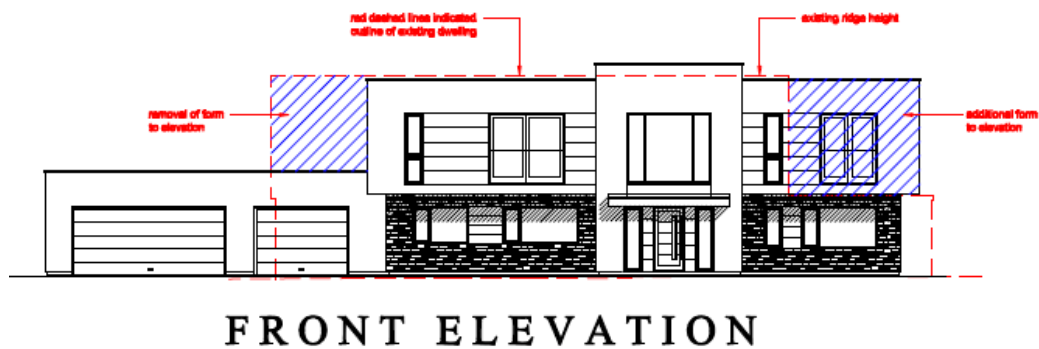 red dashed lines indicated
outline of existing dwelling
existing ridge height
removal of form
to elevation
additional form
to elevation
FRONT ELEVATION